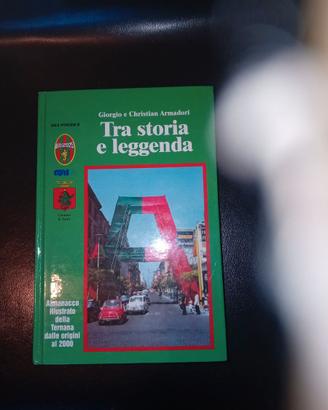 Giorgio e Christian Armadori
Tra storia
e leggenda
Almanacco
illustrato
della
Ternana
dalle origini
al 2000